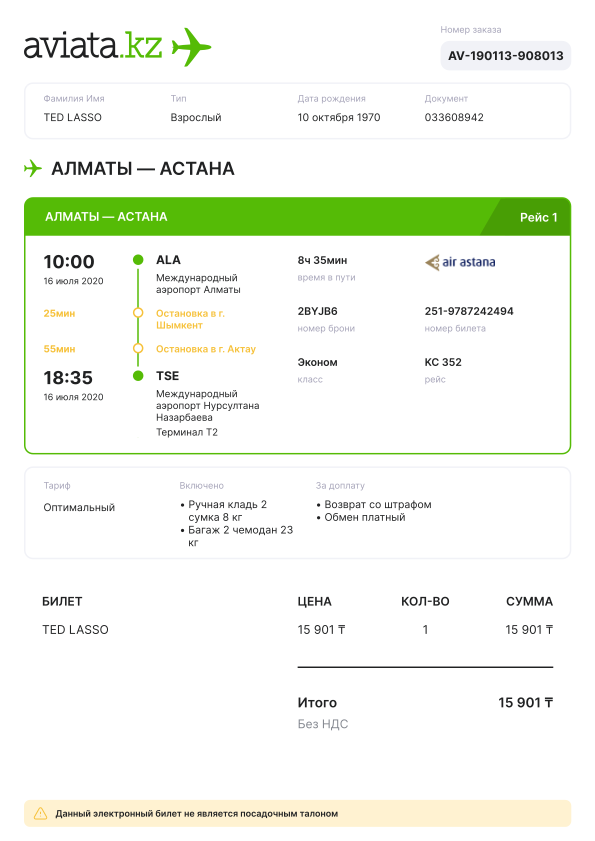 aviata.kz
Номер заказа
AV-190113-908013
Фамилия Имя Тип Дата рождения Документ
TED LASSO Взрослый 10 октября 1970 033608942
АЛМАТЫ — АСТАНА
АЛМАТЫ — АСТАНА Рейс 1
10:00 ALA 8ч 35мин air astana
16 июля 2020 Международный время в пути
аэропорт Алматы
25мин Остановка в г. 2BYJB6 251-9787242494
Шымкент номер брони номер билета
55мин Остановка в г. Актау
18:35 TSE Эконом KC 352
16 июля 2020 Международный класс рейс
аэропорт Нурсултана
Назарбаева
Терминал T2
Тариф Включено За доплату
Оптимальный • Ручная кладь 2 • Возврат со штрафом
сумка 8 кг • Обмен платный
• Багаж 2 чемодан 23
кг
БИЛЕТ ЦЕНА КОЛ-ВО СУММА
TED LASSO 15 901 ₸ 1 15 901 ₸
Итого 15 901 ₸
Без НДС
Данный электронный билет не является посадочным талоном